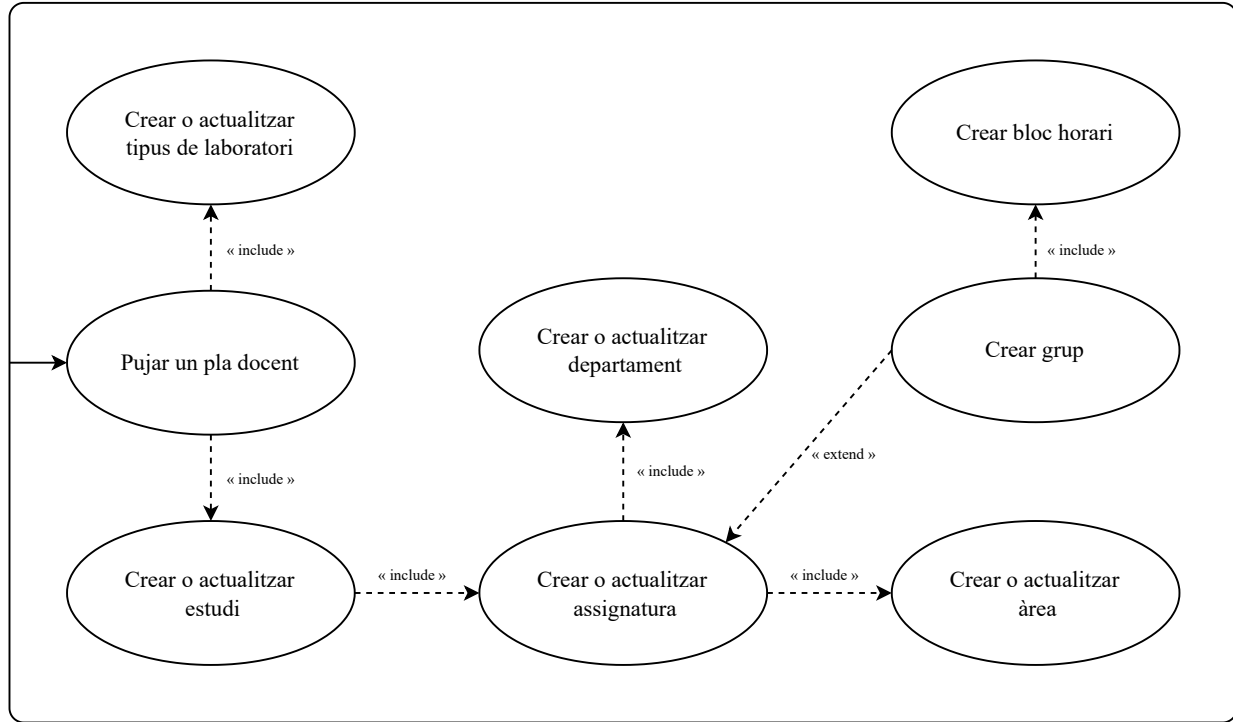 Crear o actualitzar
tipus de laboratori
Crear bloc horari
« include »
« include »
Pujar un pla docent
Crear o actualitzar
departament
Crear grup
« include »
« include »
« extend »
Crear o actualitzar
estudi
« include »
Crear o actualitzar
assignatura
« include »
Crear o actualitzar
àrea